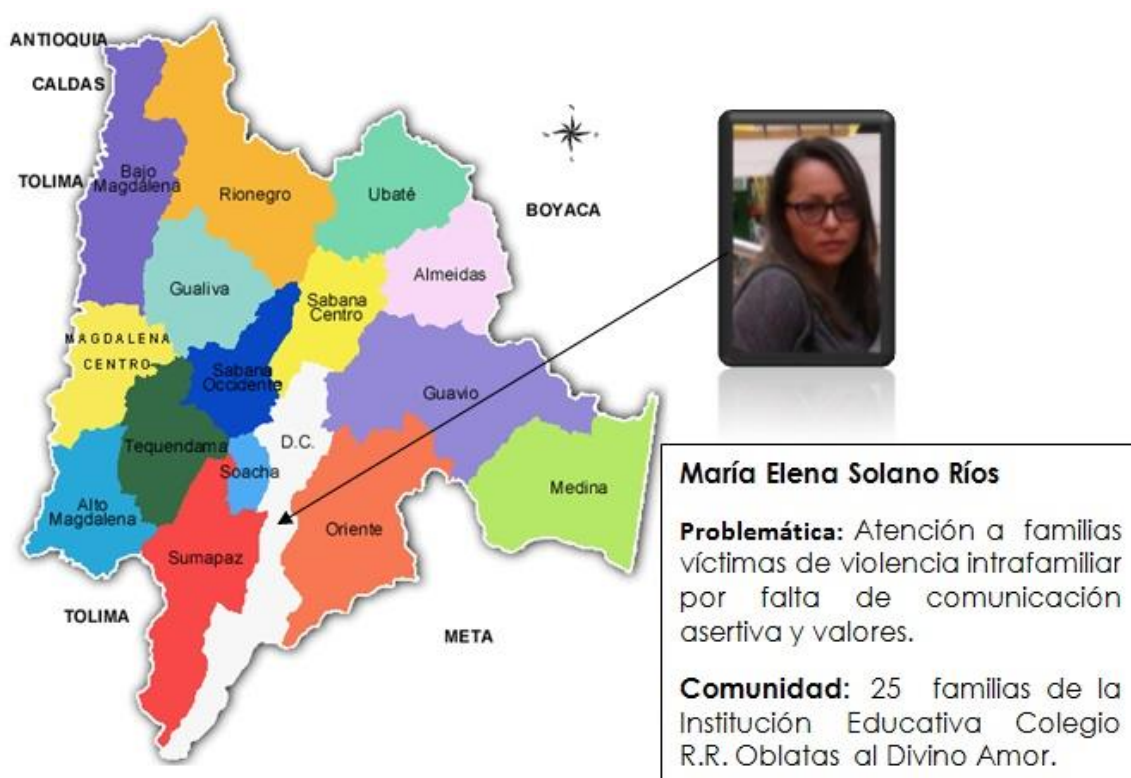 ANTIOQUIA
CALDAS
TOLIMA
Bajo
Magdalena
Rionegro
Ubaté
BOYACA
Almeidas
Gualiva
Sabana
Centro
MAGDALENA
CENTRO
Sabana
Occidente
Guavio
Tequendama
D.C.
Soacha
Medina
Alto
Magdalena
Oriente
Sumapaz
TOLIMA
META
María Elena Solano Ríos
Problemática: Atención a familias
víctimas de violencia intrafamiliar
por falta de comunicación
asertiva y valores.
Comunidad: 25 familias de la
Institución Educativa Colegio
R.R. Oblatas al Divino Amor.